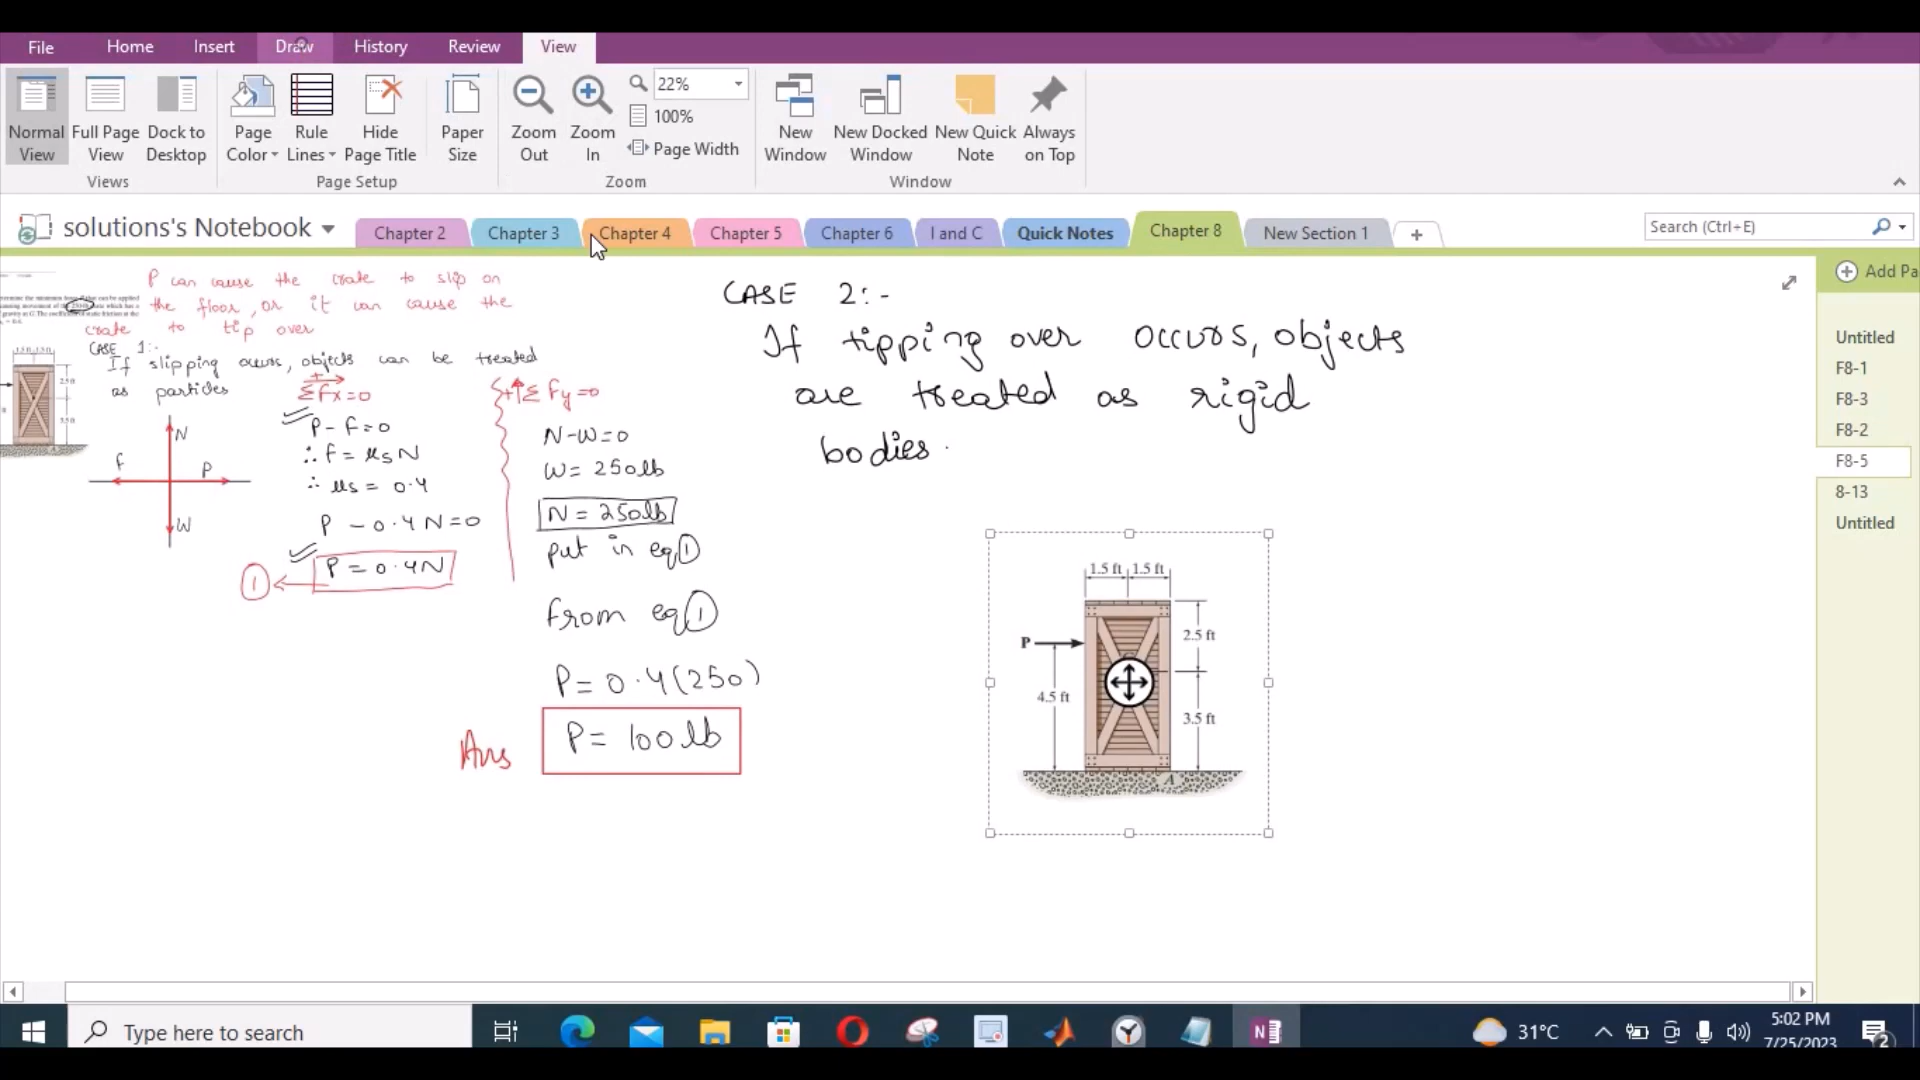 File Home Insert Draw History Review View
22%
100%
Page Width
Normal View
Full Page View
Dock to Desktop
Page Color
Rule Lines
Hide Page Title
Paper Size
Zoom Out
Zoom In
New Window
New Docked Window
New Quick Note
Always on Top
Views Page Setup Zoom Window
solutions's Notebook
Chapter 2 Chapter 3 Chapter 4 Chapter 5 Chapter 6 I and C Quick Notes Chapter 8 New Section 1 +
Search (Ctrl+E)
Add Pa
Untitled
F8-1
F8-3
F8-2
F8-5
8-13
Untitled
P can cause the crate to slip on
the floor, or it can cause the
crate to tip over
CASE 1:-
If slipping occurs, objects can be treated
as particles
N
f
P
W
+
ΣFx=0
P-f=0
∴ f = μsN
∴ μs = 0.4
P - 0.4N=0
P = 0.4N
1
+↑ΣFy=0
N-W=0
W= 250lb
N = 250lb
put in eq 1
from eq 1
P= 0.4(250)
Ans P= 100lb
CASE 2:-
If tipping over occurs, objects
are treated as rigid
bodies.
1.5 ft 1.5 ft
P
2.5 ft
4.5 ft
3.5 ft
A
Type here to search
31°C
5:02 PM
7/25/2023
2